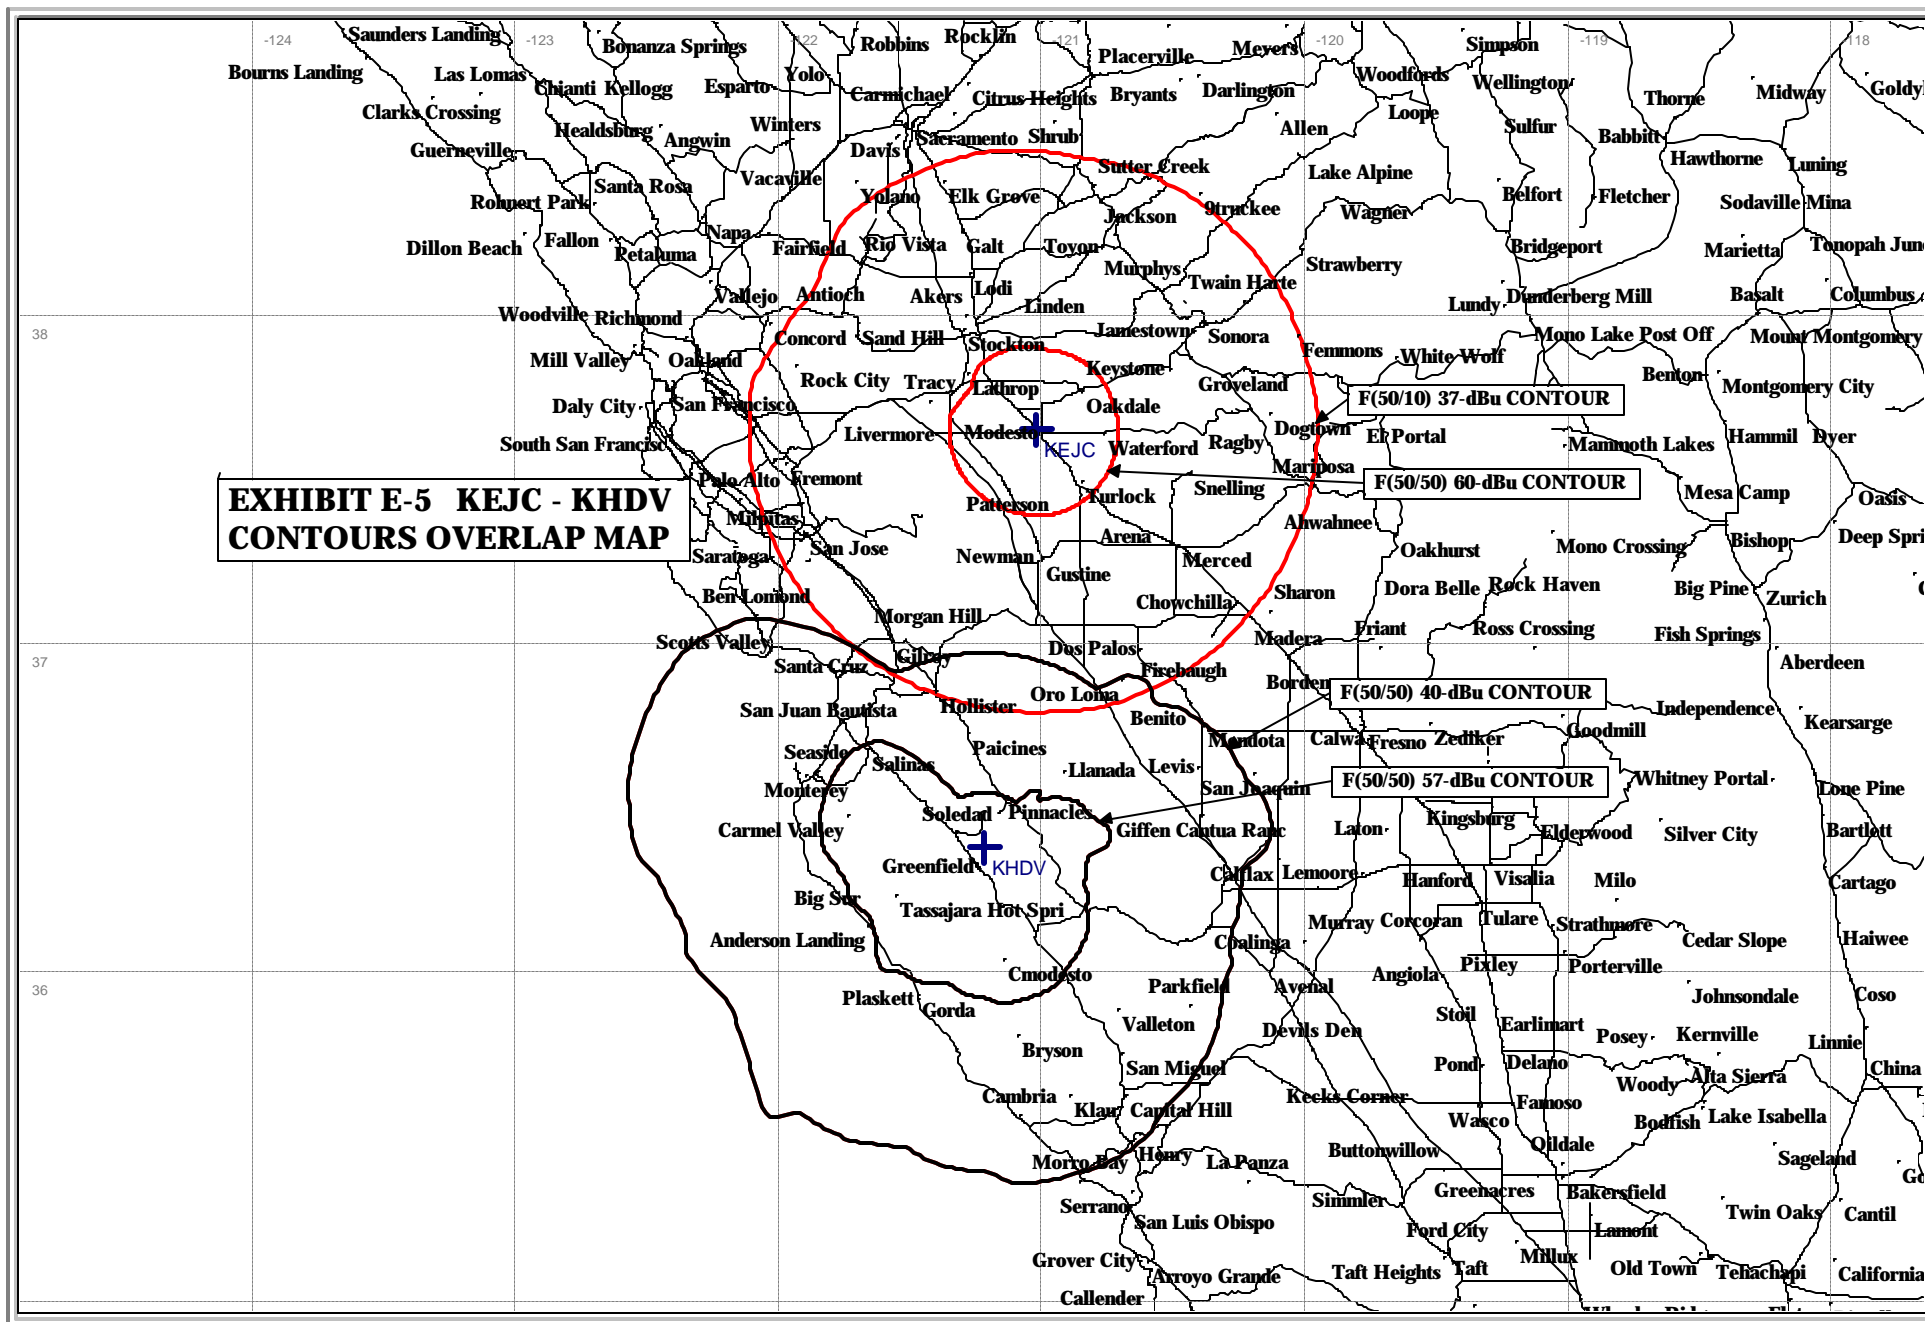 -124 -123 122 -121 -120 -119 118
Saunders Landing Bonanza Springs Robbins Rocklin Placerville Meyers Simpson
Bourns Landing Las Lomas Chianti Kellogg Esparto Yolo Carmichael Citrus Heights Bryants Darlington Woodfords Wellington Thorne Midway
Clarks Crossing Healdsburg Angwin Winters Sacramento Shrub Allen Loope Sulfur Babbitt
Guerneville Santa Rosa Vacaville Davis Sutter Creek Lake Alpine Hawthorne Luning
Rohnert Park Yolano Elk Grove Jackson 9truckee Wagner Belfort Fletcher Sodaville Mina
Dillon Beach Fallon Petaluma Napa Fairfield Rio Vista Galt Toyon Murphys Strawberry Bridgeport Marietta Tonopah Junc
Vallejo Antioch Akers Lodi Linden Twain Harte Lundy Dunderberg Mill Basalt Columbus
Woodville Richmond Concord Sand Hill Stockton Jamestown Sonora Mono Lake Post Off Mount Montgomery
38
Mill Valley Oakland Rock City Tracy Lathrop Keystone Groveland Femmons White Wolf Benton Montgomery City
Daly City San Francisco Oakdale F(50/10) 37-dBu CONTOUR
South San Francisc Livermore Modesto KEJC Waterford Ragby Dogtown El Portal Mammoth Lakes Hammil Dyer
Palo Alto Fremont Mariposa
EXHIBIT E-5 KEJC - KHDV
CONTOURS OVERLAP MAP
Patterson Turlock Snelling F(50/50) 60-dBu CONTOUR Mesa Camp Oasis
Milpitas San Jose Arena Ahwahnee Bishop Deep Spri
Saratoga Newman Gustine Merced Oakhurst Mono Crossing
Ben Lomond Morgan Hill Chowchilla Sharon Dora Belle Rock Haven Big Pine Zurich
Scotts Valley Gilroy Dos Palos Madera Friant Ross Crossing Fish Springs
37
Santa Cruz Firebaugh Aberdeen
Oro Loma Borden F(50/50) 40-dBu CONTOUR
San Juan Bautista Hollister Benito Independence Kearsarge
Seaside Salinas Paicines Mendota Calwa Fresno Zediker Goodmill
Monterey Llanada Levis San Joaquin F(50/50) 57-dBu CONTOUR Whitney Portal Lone Pine
Carmel Valley Soledad Pinnacles Giffen Cantua Ranc Laton Kingsburg Elderwood Silver City Bartlett
Greenfield KHDV Calflax Lemoore Hanford Visalia Milo Cartago
Big Sur Tassajara Hot Spri Murray Corcoran Tulare Strathmore
Anderson Landing Coalinga Cedar Slope Haiwee
36
Cmodesto Parkfield Avenal Angiola Pixley Porterville
Plaskett Gorda Valleton Stoil Earlimart Johnsondale Coso
Bryson Devils Den Posey Kernville Linnie
San Miguel Pond Delano Woody Alta Sierra China
Cambria Klau Capital Hill Kecks Corner Wasco Famoso Bodfish Lake Isabella
Morro Bay Henry La Panza Buttonwillow Oildale Sageland
Serrano Simmler Greenacres Bakersfield
San Luis Obispo Ford City Lamont Twin Oaks Cantil
Grover City Arroyo Grande Taft Heights Taft Millux Old Town Tehachapi California
Callender